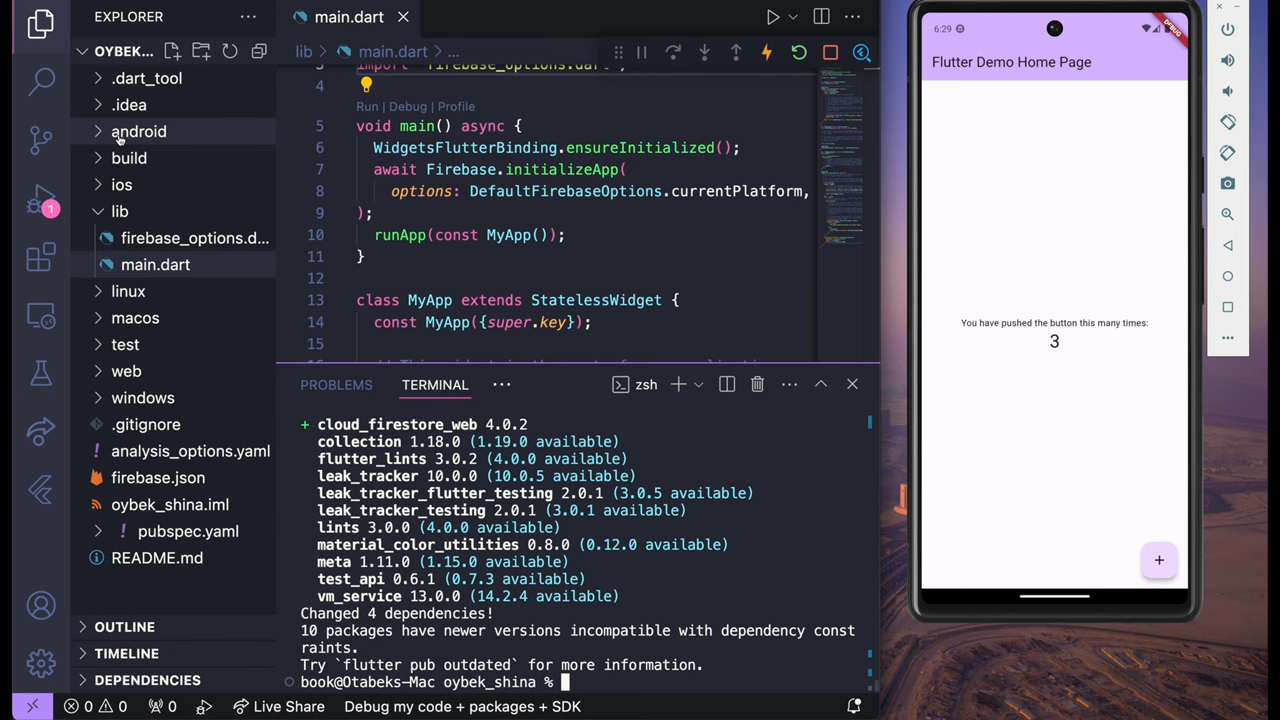 EXPLORER
OYBEK...
.dart_tool
.idea
android
build
ios
lib
firebase_options.d...
main.dart
linux
macos
test
web
windows
.gitignore
! analysis_options.yaml
firebase.json
oybek_shina.iml
! pubspec.yaml
README.md
OUTLINE
TIMELINE
DEPENDENCIES
1
main.dart
lib > main.dart > ...
3 import 'firebase_options.dart';
4
Run | Debug | Profile
5 void main() async {
6 WidgetsFlutterBinding.ensureInitialized();
7 await Firebase.initializeApp(
8 options: DefaultFirebaseOptions.currentPlatform,
9 );
10 runApp(const MyApp());
11 }
12
13 class MyApp extends StatelessWidget {
14 const MyApp({super.key});
15
PROBLEMS TERMINAL ... zsh
+ cloud_firestore_web 4.0.2
collection 1.18.0 (1.19.0 available)
flutter_lints 3.0.2 (4.0.0 available)
leak_tracker 10.0.0 (10.0.5 available)
leak_tracker_flutter_testing 2.0.1 (3.0.5 available)
leak_tracker_testing 2.0.1 (3.0.1 available)
lints 3.0.0 (4.0.0 available)
material_color_utilities 0.8.0 (0.12.0 available)
meta 1.11.0 (1.15.0 available)
test_api 0.6.1 (0.7.3 available)
vm_service 13.0.0 (14.2.4 available)
Changed 4 dependencies!
10 packages have newer versions incompatible with dependency const
raints.
Try `flutter pub outdated` for more information.
book@Otabeks-Mac oybek_shina %
0 0 0 Live Share Debug my code + packages + SDK
6:29
DEBUG
Flutter Demo Home Page
You have pushed the button this many times:
3
+